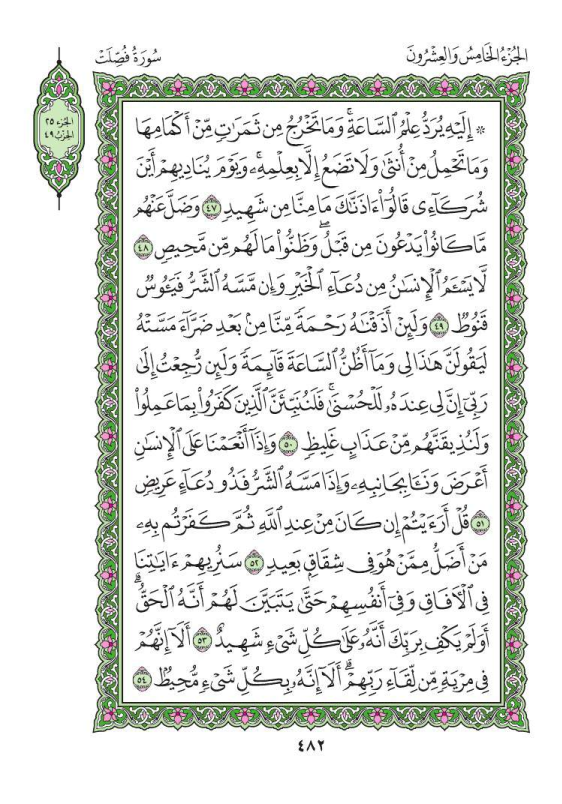 الجُزْءُ الخَامِسُ وَالعِشْرُونَ
سُورَةُ فُصِّلَتْ
الجزء ٢٥
الحزب ٤٩
۞ إِلَيْهِ يُرَدُّ عِلْمُ ٱلسَّاعَةِۚ وَمَا تَخْرُجُ مِن ثَمَرَٰتٖ مِّنْ أَكْمَامِهَا
وَمَا تَحْمِلُ مِنْ أُنثَىٰ وَلَا تَضَعُ إِلَّا بِعِلْمِهِۦۚ وَيَوْمَ يُنَادِيهِمْ أَيْنَ
شُرَكَآءِي قَالُوٓاْ ءَاذَنَّٰكَ مَا مِنَّا مِن شَهِيدٖ ٤٧ وَضَلَّ عَنْهُم
مَّا كَانُواْ يَدْعُونَ مِن قَبْلُۖ وَظَنُّواْ مَا لَهُم مِّن مَّحِيصٖ ٤٨
لَّا يَسْـَٔمُ ٱلْإِنسَٰنُ مِن دُعَآءِ ٱلْخَيْرِ وَإِن مَّسَّهُ ٱلشَّرُّ فَيَـُٔوسٞ
قَنُوطٞ ٤٩ وَلَئِنْ أَذَقْنَٰهُ رَحْمَةٗ مِّنَّا مِنۢ بَعْدِ ضَرَّآءَ مَسَّتْهُ
لَيَقُولَنَّ هَٰذَا لِي وَمَآ أَظُنُّ ٱلسَّاعَةَ قَآئِمَةٗ وَلَئِن رُّجِعْتُ إِلَىٰ
رَبِّيٓ إِنَّ لِي عِندَهُۥ لَلْحُسْنَىٰۚ فَلَنُنَبِّئَنَّ ٱلَّذِينَ كَفَرُواْ بِمَا عَمِلُواْ
وَلَنُذِيقَنَّهُم مِّنْ عَذَابٍ غَلِيظٖ ٥٠ وَإِذَآ أَنْعَمْنَا عَلَى ٱلْإِنسَٰنِ
أَعْرَضَ وَنَـَٔا بِجَانِبِهِۦ وَإِذَا مَسَّهُ ٱلشَّرُّ فَذُو دُعَآءٍ عَرِيضٖ
٥١ قُلْ أَرَءَيْتُمْ إِن كَانَ مِنْ عِندِ ٱللَّهِ ثُمَّ كَفَرْتُم بِهِۦ
مَنْ أَضَلُّ مِمَّنْ هُوَ فِي شِقَاقِۭ بَعِيدٖ ٥٢ سَنُرِيهِمْ ءَايَٰتِنَا
فِي ٱلْأٓفَاقِ وَفِيٓ أَنفُسِهِمْ حَتَّىٰ يَتَبَيَّنَ لَهُمْ أَنَّهُ ٱلْحَقُّۗ
أَوَلَمْ يَكْفِ بِرَبِّكَ أَنَّهُۥ عَلَىٰ كُلِّ شَيْءٖ شَهِيدٌ ٥٣ أَلَآ إِنَّهُمْ
فِي مِرْيَةٖ مِّن لِّقَآءِ رَبِّهِمْۗ أَلَآ إِنَّهُۥ بِكُلِّ شَيْءٖ مُّحِيطُۢ ٥٤
٤٨٢